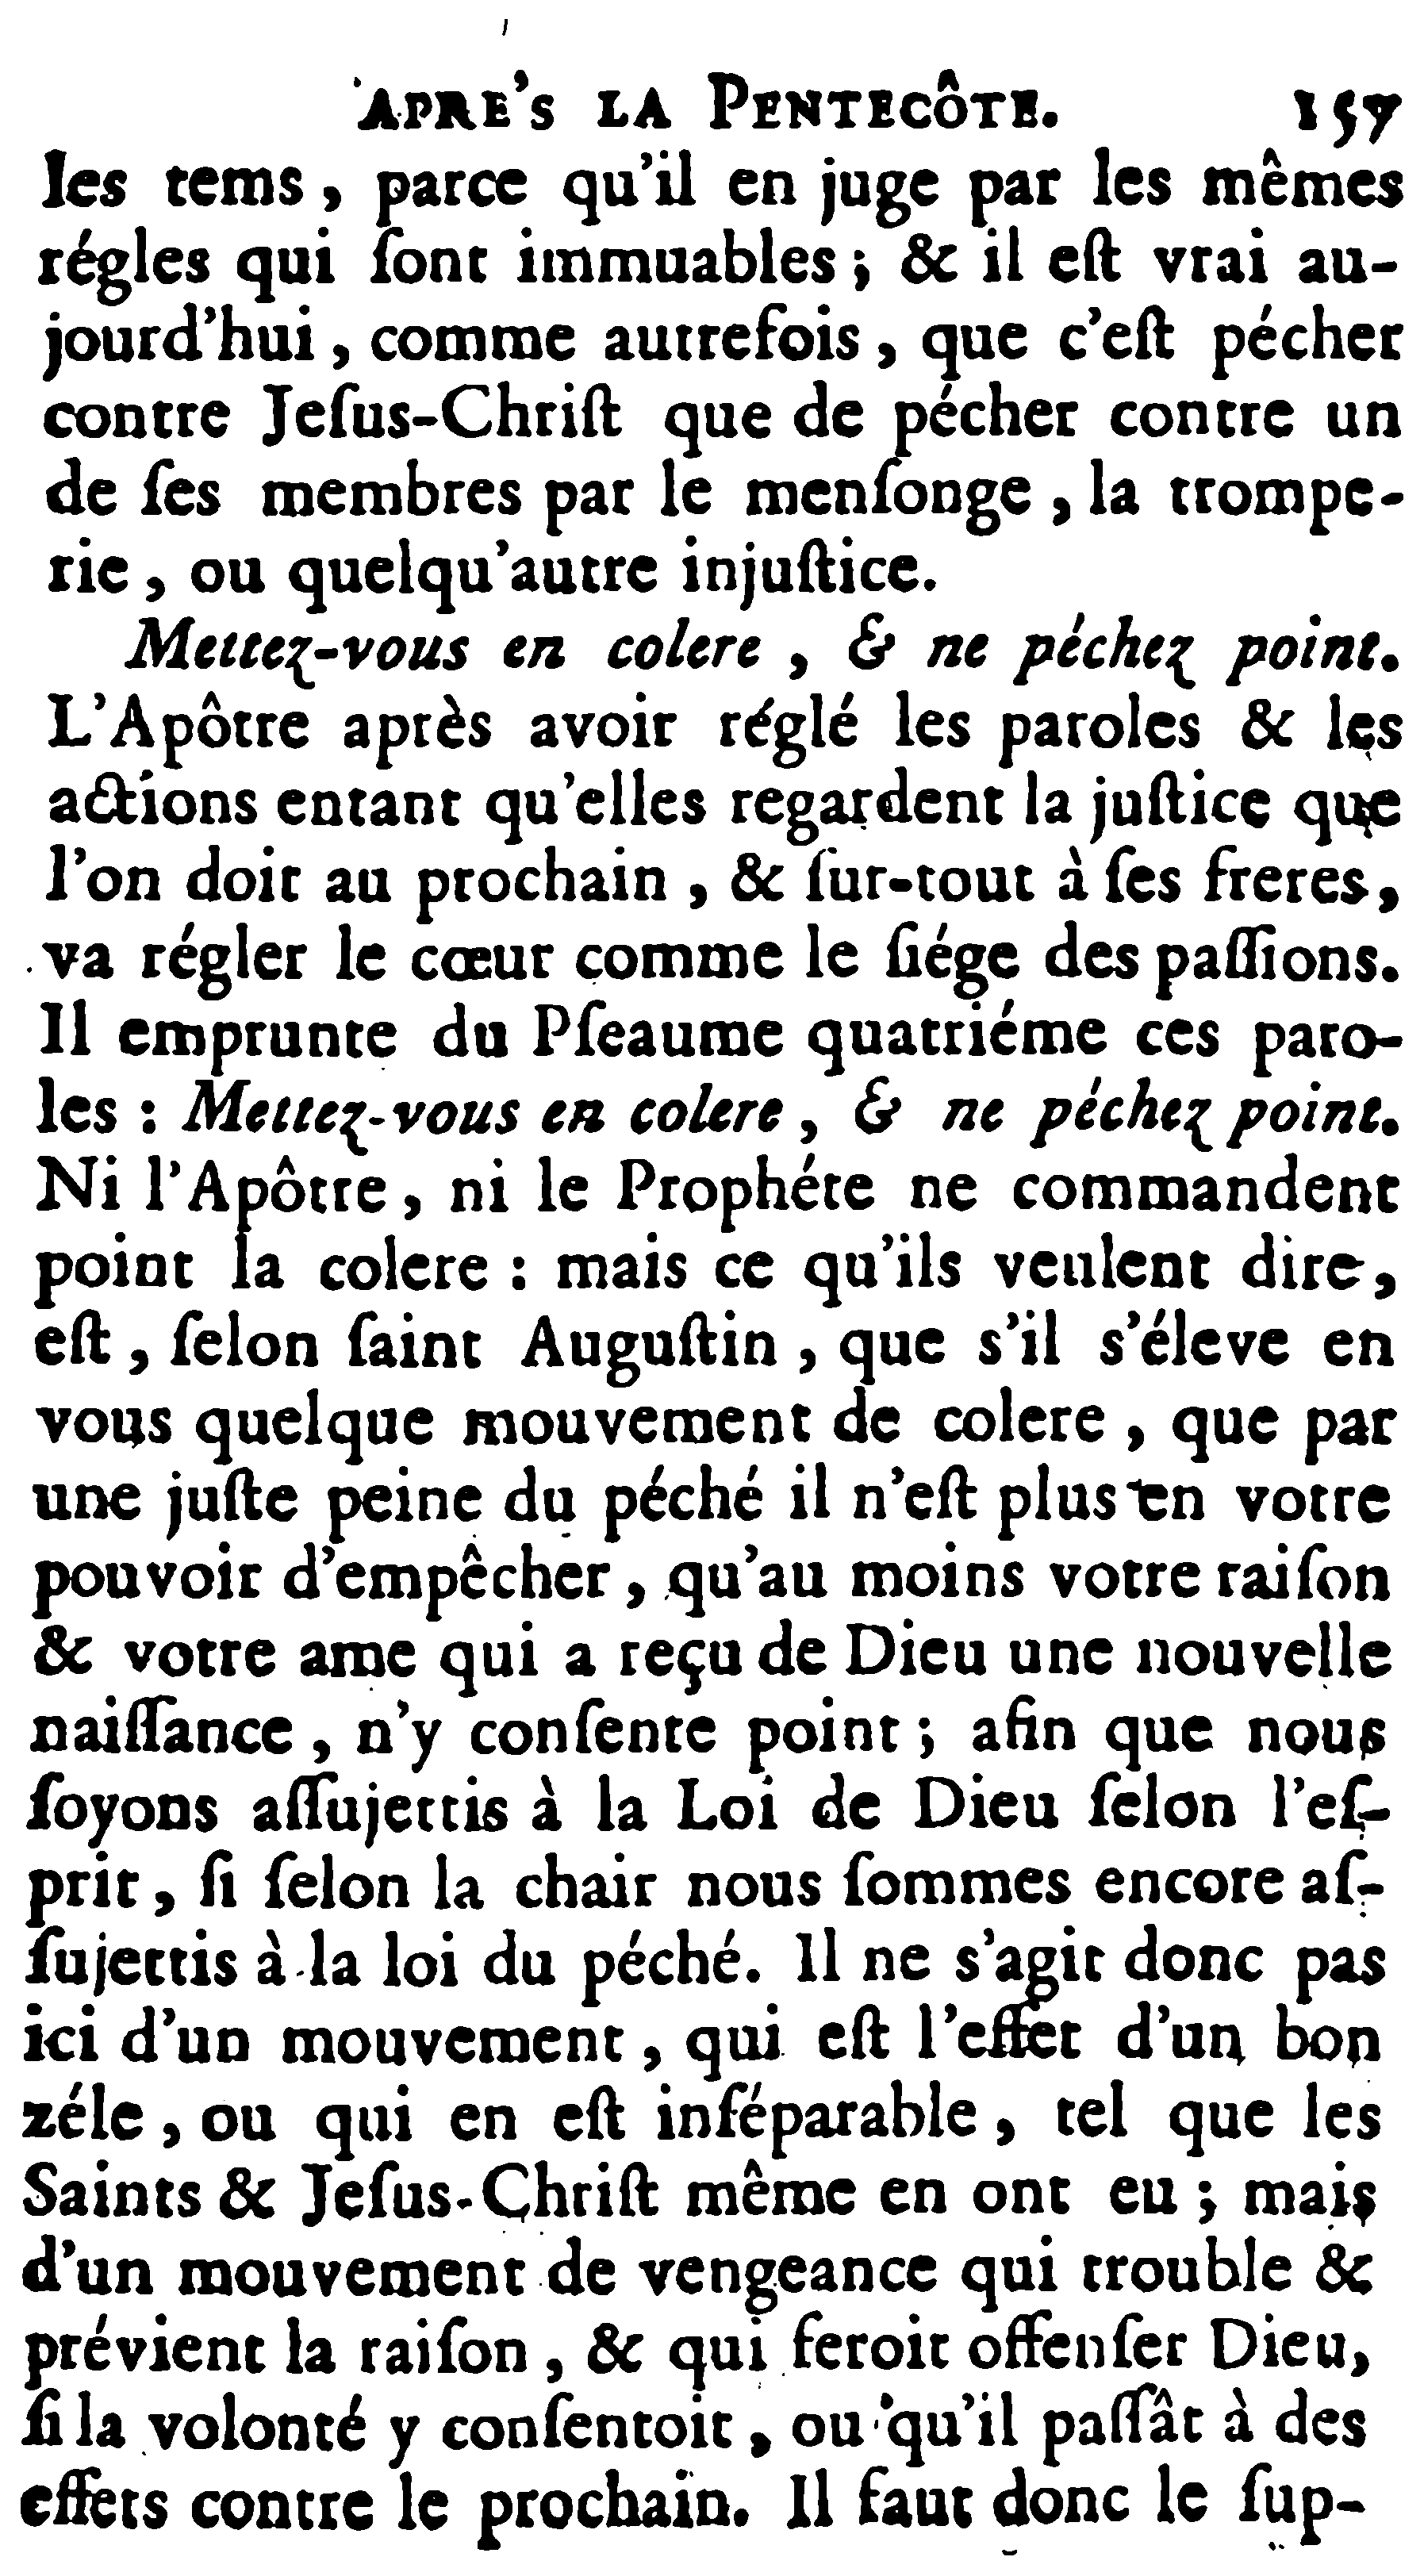 APRE'S LA PENTECÔTE. 157
les tems, parce qu'il en juge par les mêmes
régles qui ſont immuables; & il eſt vrai au-
jourd'hui, comme autrefois, que c'eſt pécher
contre Jeſus-Chriſt que de pécher contre un
de ſes membres par le menſonge, la trompe-
rie, ou quelqu'autre injuſtice.
Mettez-vous en colere, & ne péchez point.
L'Apôtre après avoir réglé les paroles & les
actions entant qu'elles regardent la juſtice que
l'on doit au prochain, & ſur-tout à ſes freres,
va régler le cœur comme le ſiége des paſſions.
Il emprunte du Pſeaume quatriéme ces paro-
les : Mettez-vous en colere, & ne péchez point.
Ni l'Apôtre, ni le Prophéte ne commandent
point la colere : mais ce qu'ils veulent dire,
eſt, ſelon ſaint Auguſtin, que s'il s'éleve en
vous quelque mouvement de colere, que par
une juſte peine du péché il n'eſt plus en votre
pouvoir d'empêcher, qu'au moins votre raiſon
& votre ame qui a reçu de Dieu une nouvelle
naiſſance, n'y conſente point; afin que nous
ſoyons aſſujettis à la Loi de Dieu ſelon l'eſ-
prit, ſi ſelon la chair nous ſommes encore aſ-
ſujettis à la loi du péché. Il ne s'agit donc pas
ici d'un mouvement, qui eſt l'effet d'un bon
zéle, ou qui en eſt inſéparable, tel que les
Saints & Jeſus-Chriſt même en ont eu; mais
d'un mouvement de vengeance qui trouble &
prévient la raiſon, & qui feroit offenſer Dieu,
ſi la volonté y conſentoit, ou qu'il paſſât à des
effets contre le prochain. Il faut donc le ſup-